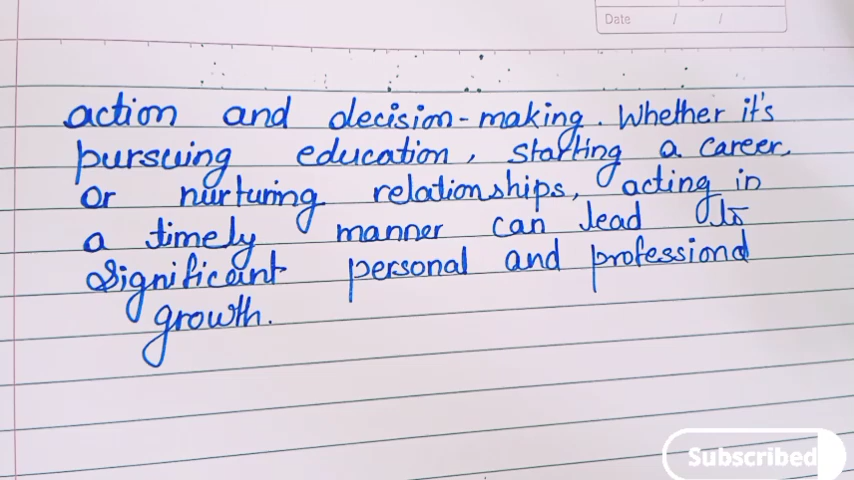 Date / /
action and decision-making. Whether it's
pursuing education, starting a career,
or nurturing relationships, acting in
a timely manner can lead to
significant personal and professional
growth.
Subscribed